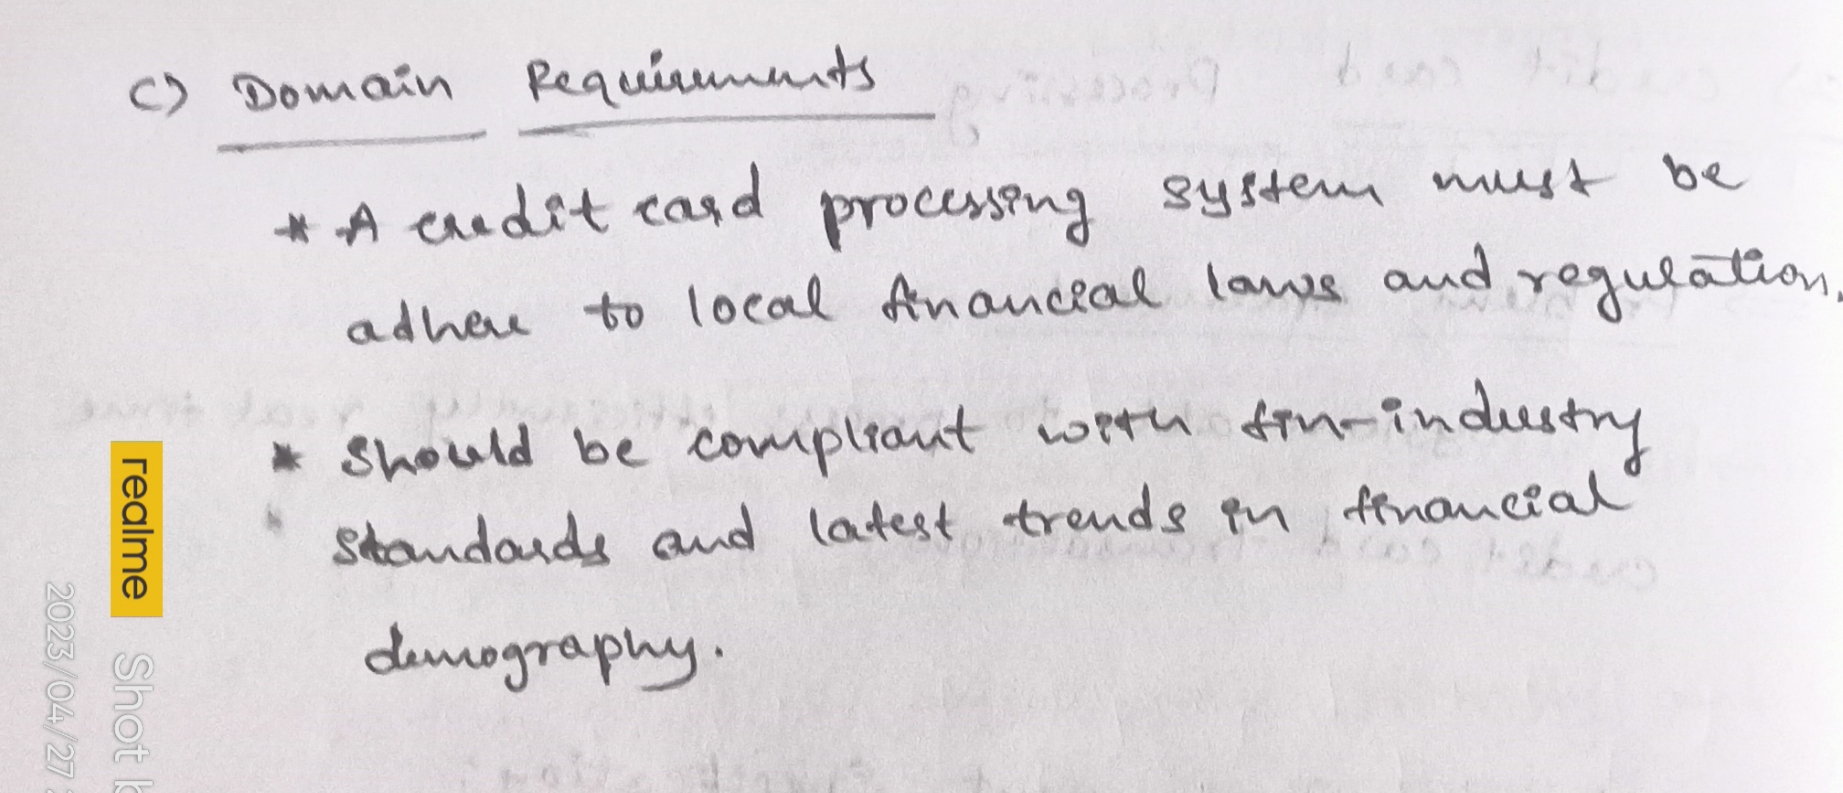 c) Domain Requirements
* A credit card processing system must be
adhere to local financial laws and regulation.
* Should be compliant with fin-industry
standards and latest trends in financial
demography.
realme Shot b
2023/04/27